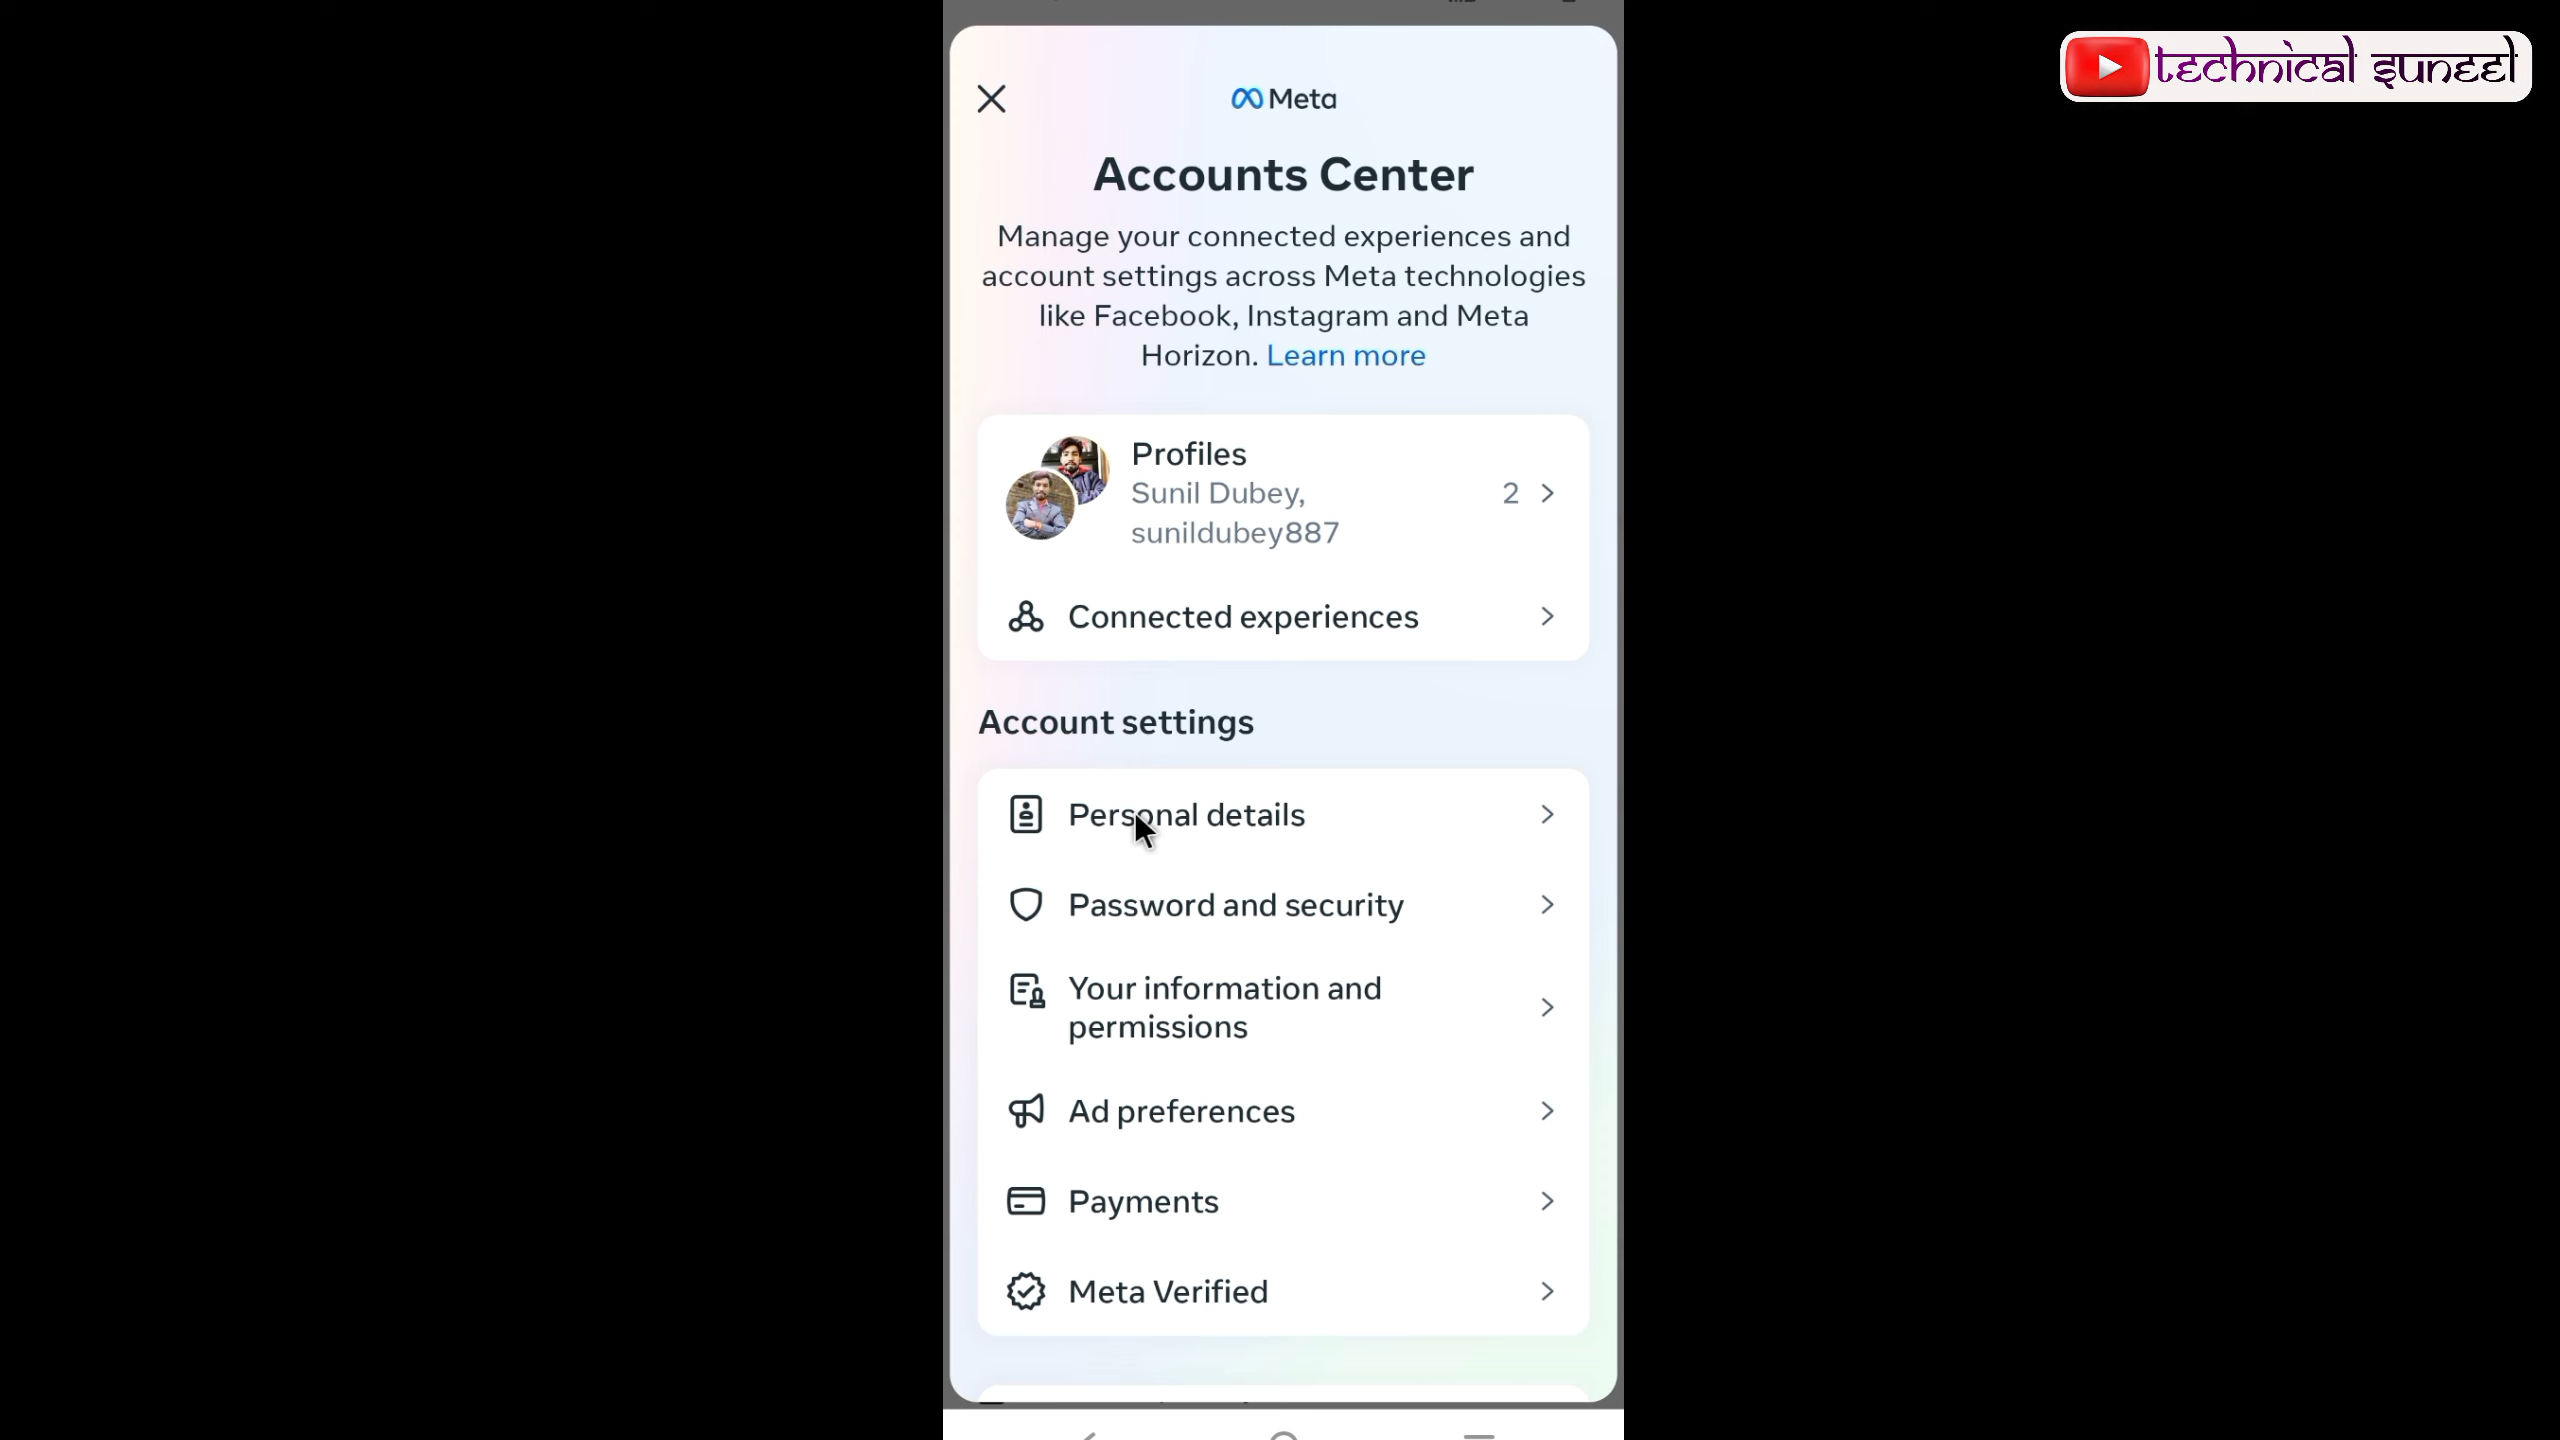 technical suneel
Meta
Accounts Center
Manage your connected experiences and
account settings across Meta technologies
like Facebook, Instagram and Meta
Horizon. Learn more
Profiles
Sunil Dubey,
sunildubey887
2
Connected experiences
Account settings
Personal details
Password and security
Your information and
permissions
Ad preferences
Payments
Meta Verified